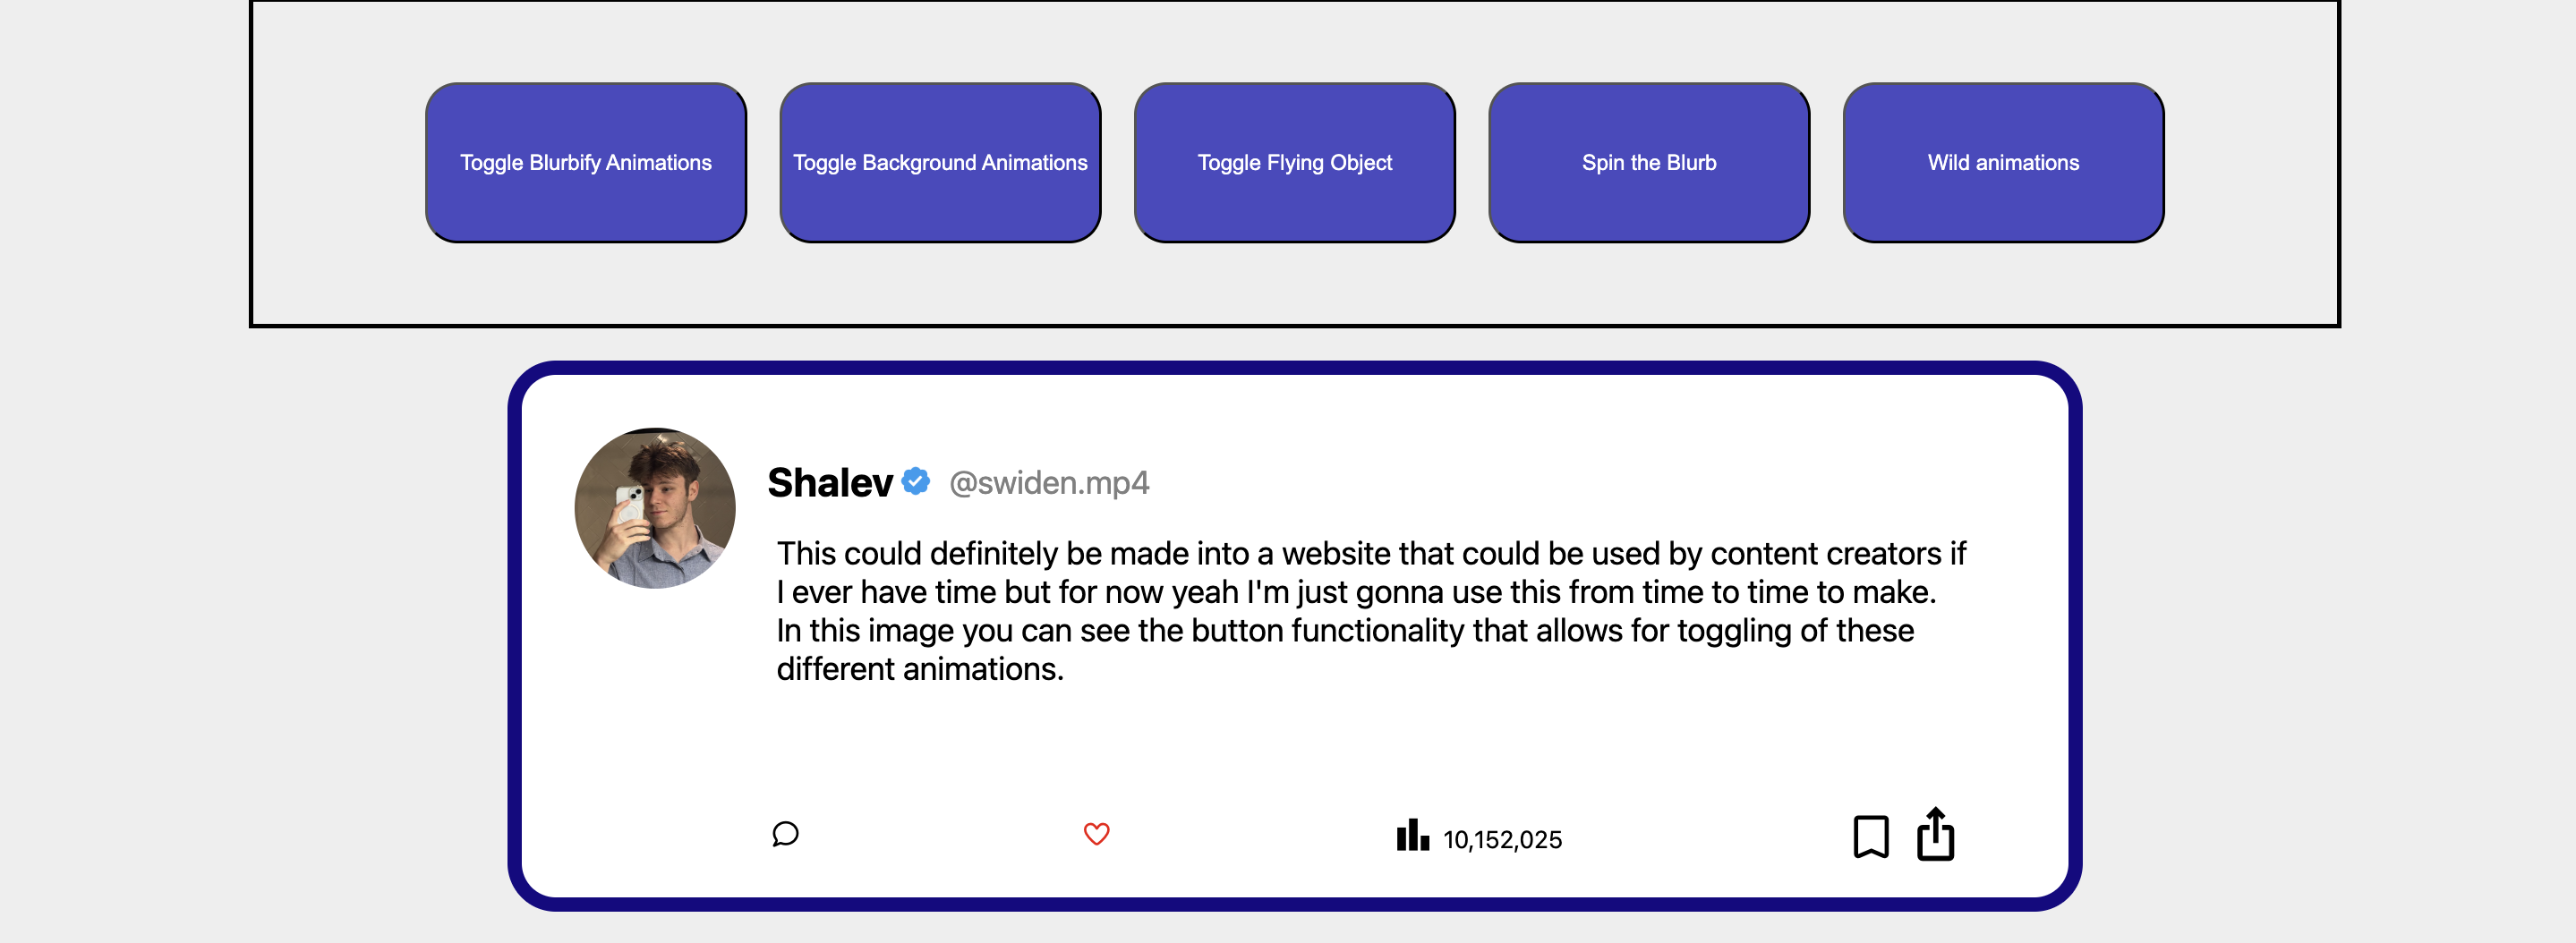 Toggle Blurbify Animations
Toggle Background Animations
Toggle Flying Object
Spin the Blurb
Wild animations
Shalev @swiden.mp4
This could definitely be made into a website that could be used by content creators if
I ever have time but for now yeah I'm just gonna use this from time to time to make.
In this image you can see the button functionality that allows for toggling of these
different animations.
10,152,025